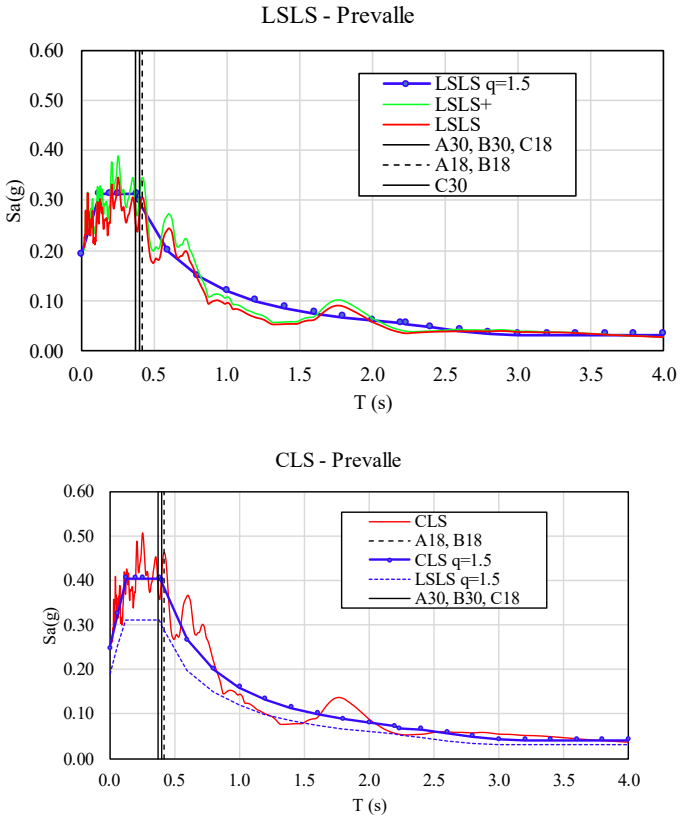 LSLS - Prevalle
0.60
0.50
0.40
0.30
0.20
0.10
0.00
Sa(g)
LSLS q=1.5
LSLS+
LSLS
A30, B30, C18
A18, B18
C30
0.0 0.5 1.0 1.5 2.0 2.5 3.0 3.5 4.0
T (s)
CLS - Prevalle
0.60
0.50
0.40
0.30
0.20
0.10
0.00
Sa(g)
CLS
A18, B18
CLS q=1.5
LSLS q=1.5
A30, B30, C18
0.0 0.5 1.0 1.5 2.0 2.5 3.0 3.5 4.0
T (s)